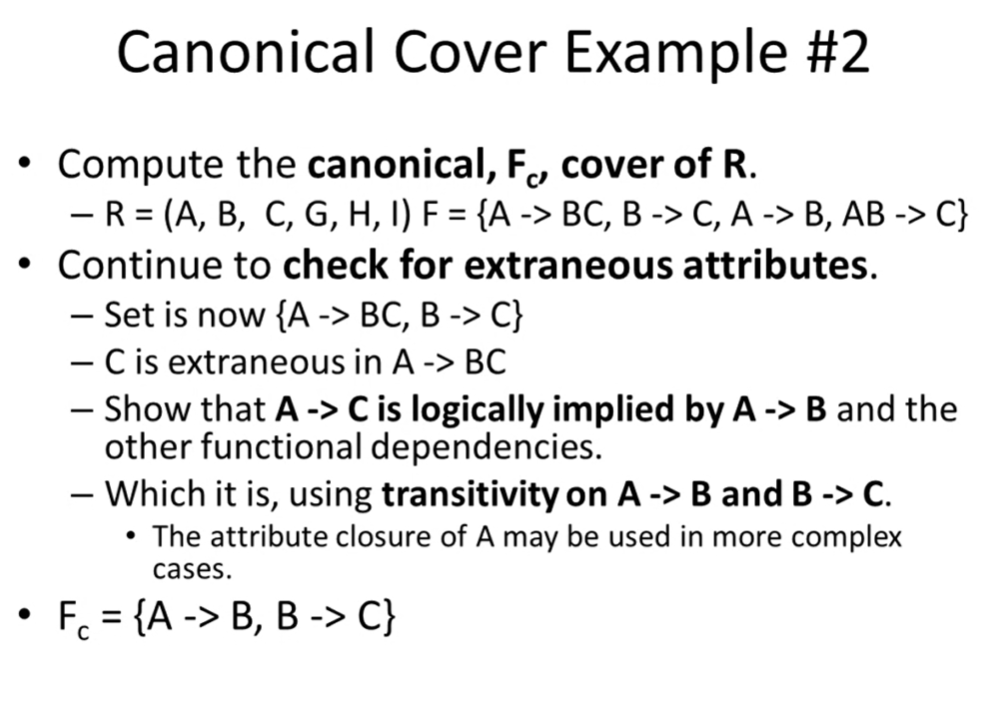 Canonical Cover Example #2
• Compute the canonical, Fc, cover of R.
– R = (A, B,  C, G, H, I) F = {A -> BC, B -> C, A -> B, AB -> C}
• Continue to check for extraneous attributes.
– Set is now {A -> BC, B -> C}
– C is extraneous in A -> BC
– Show that A -> C is logically implied by A -> B and the
other functional dependencies.
– Which it is, using transitivity on A -> B and B -> C.
• The attribute closure of A may be used in more complex
cases.
• Fc = {A -> B, B -> C}